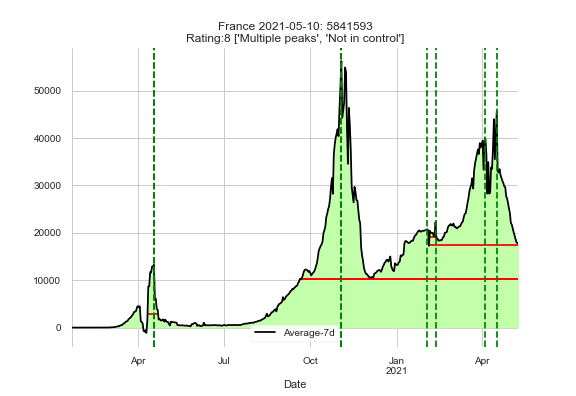 France 2021-05-10: 5841593
Rating:8 ['Multiple peaks', 'Not in control']
50000
40000
30000
20000
10000
0
Average-7d
Apr
Jul
Oct
Jan
2021
Apr
Date